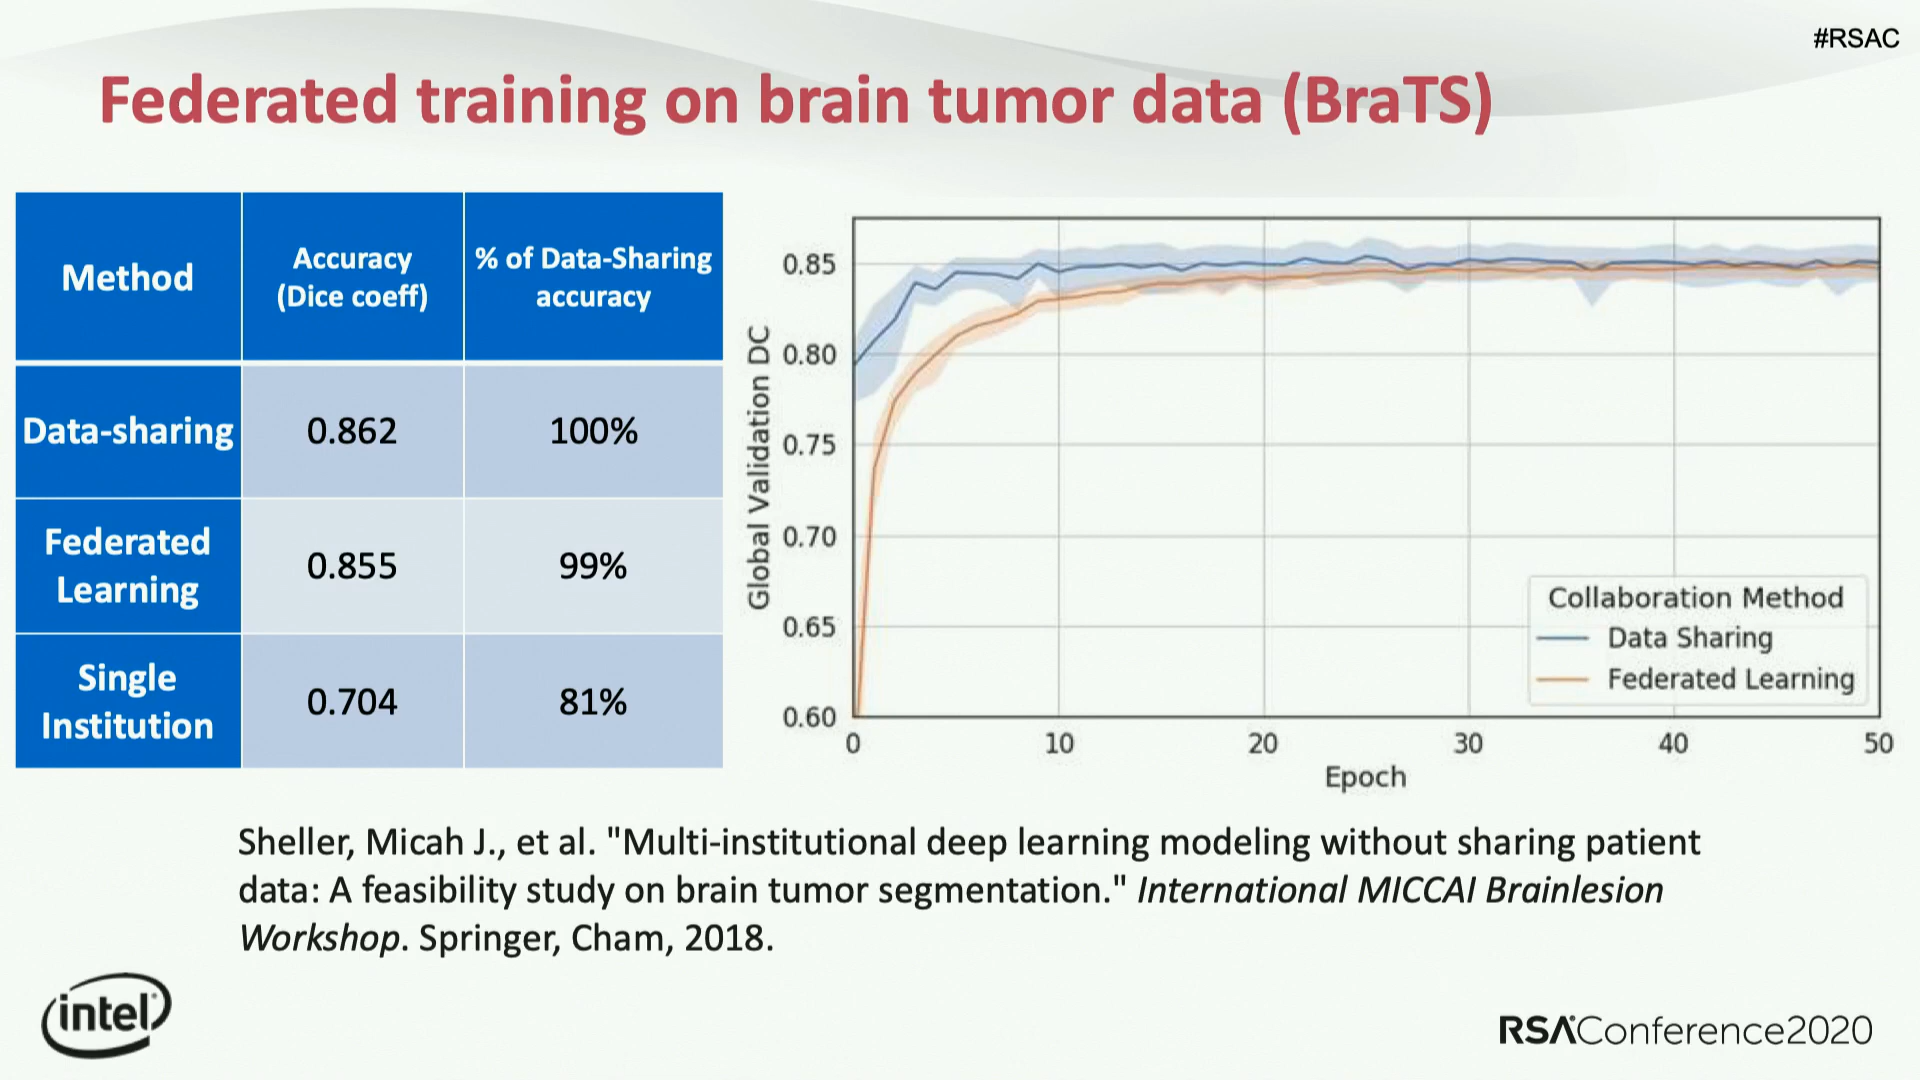 #RSAC
Federated training on brain tumor data (BraTS)
Method
Accuracy
(Dice coeff)
% of Data-Sharing
accuracy
Data-sharing
0.862
100%
Federated
Learning
0.855
99%
Single
Institution
0.704
81%
Global Validation DC
0.85
0.80
0.75
0.70
0.65
0.60
0
10
20
30
40
50
Epoch
Collaboration Method
Data Sharing
Federated Learning
Sheller, Micah J., et al. "Multi-institutional deep learning modeling without sharing patient
data: A feasibility study on brain tumor segmentation." International MICCAI Brainlesion
Workshop. Springer, Cham, 2018.
intel
RSAConference2020